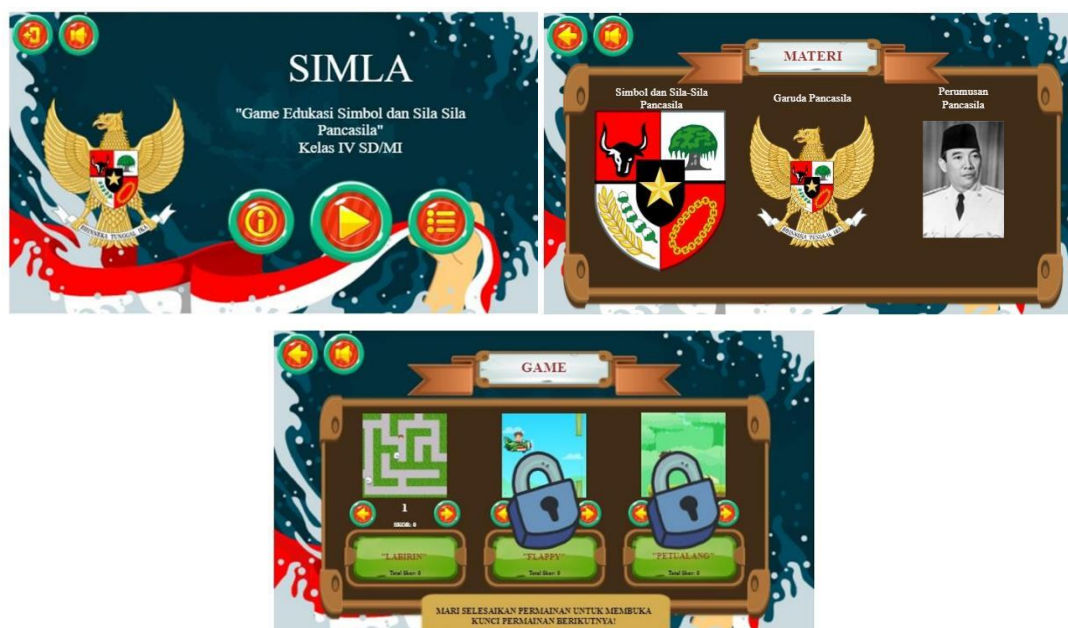 SIMLA
"Game Edukasi Simbol dan Sila Sila
Pancasila"
Kelas IV SD/MI
BHINNEKA TUNGGAL IKA
MATERI
Simbol dan Sila-Sila
Pancasila
Garuda Pancasila
Perumusan
Pancasila
BHINNEKA TUNGGAL IKA
GAME
1
SKOR: 0
"LABIRIN"
Total Skor: 0
"FLAPPY"
Total Skor: 0
"PETUALANG"
Total Skor: 0
MARI SELESAIKAN PERMAINAN UNTUK MEMBUKA
KUNCI PERMAINAN BERIKUTNYA!